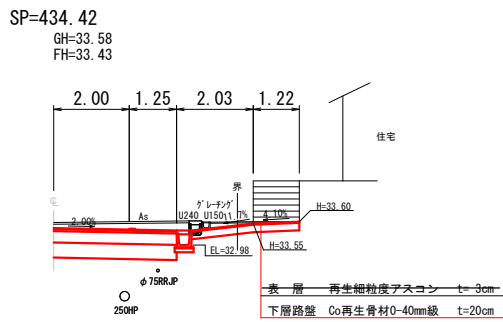 SP=434.42
GH=33.58
FH=33.43
2.00 1.25 2.03 1.22
住宅
界
グレーチング
CL 2.00% As U240 U150 11.7% 4.10%
H=33.60
EL=32.98 H=33.55
φ75RRJP
250HP
表 層 再生細粒度アスコン t= 3cm
下層路盤 Co再生骨材0-40mm級 t=20cm